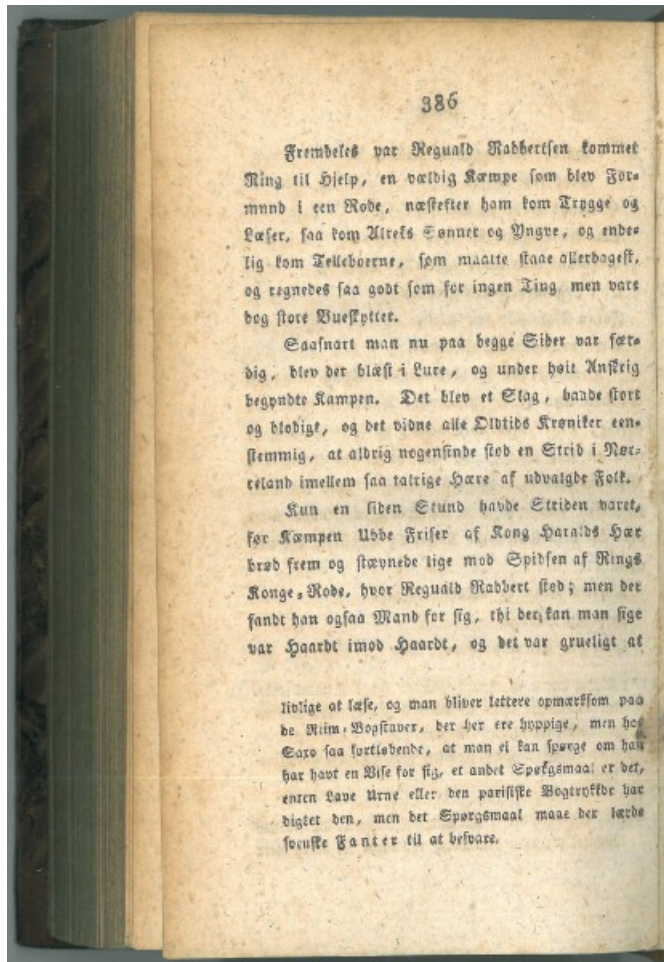 386
Fremdeles var Regnald Radbertsen kommet
Ring til Hjelp, en vældig Kæmpe som blev For-
mund i een Rode, næstefter ham kom Trygge og
Læser, saa kom Alreks Sønner og Yngve, og ende-
lig kom Telleboerne, som maatte staae allerbagest,
og regnedes saa godt som for ingen Ting men vare
dog store Bueskytter.
Saasnart man nu paa begge Sider var fær-
dig, blev der blæst i Lure, og under høit Anskrig
begyndte Kampen. Det blev et Slag, baade stort
og blodigt, og det vidne alle Oldtids Krøniker een-
stemmig, at aldrig nogensinde stod en Strid i Nør-
reland imellem saa talrige Hære af udvalgde Folk.
Kun en liden Stund havde Striden varet,
før Kæmpen Ubbe Friser af Kong Haralds Hær
brød frem og stævnede lige mod Spidsen af Rings
Konge-Rode, hvor Regnald Radbert stod; men der
fandt han ogsaa Mand for sig, thi der kan man sige
var Haardt imod Haardt, og det var grueligt at
livlige at læse, og man bliver lettere opmærksom paa
de Riim-Bogstaver, der her ere hyppige, men hos
Saxo saa fortløbende, at man ei kan spørge om han
har havt en Vise for sig, et andet Spørgsmaal er det,
enten Lave Urne eller den parisiske Bogtrykker har
digtet den, men det Spørgsmaal maae der lærde
svenske Fanter til at besvare.